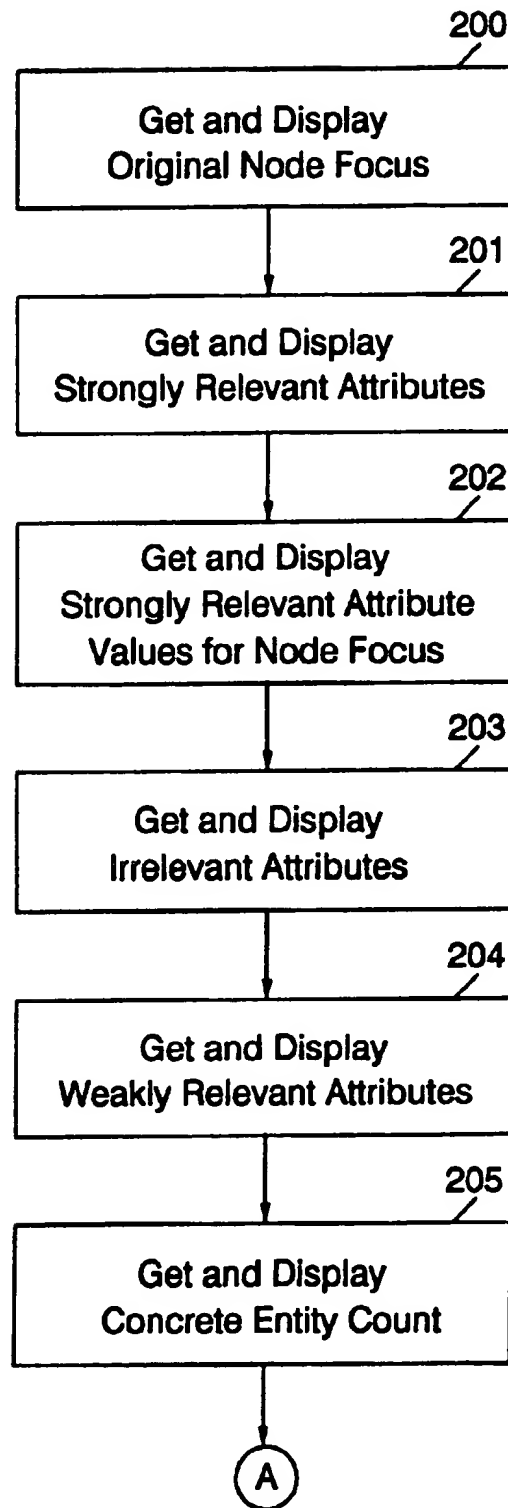 200
Get and Display
Original Node Focus
201
Get and Display
Strongly Relevant Attributes
202
Get and Display
Strongly Relevant Attribute
Values for Node Focus
203
Get and Display
Irrelevant Attributes
204
Get and Display
Weakly Relevant Attributes
205
Get and Display
Concrete Entity Count
A